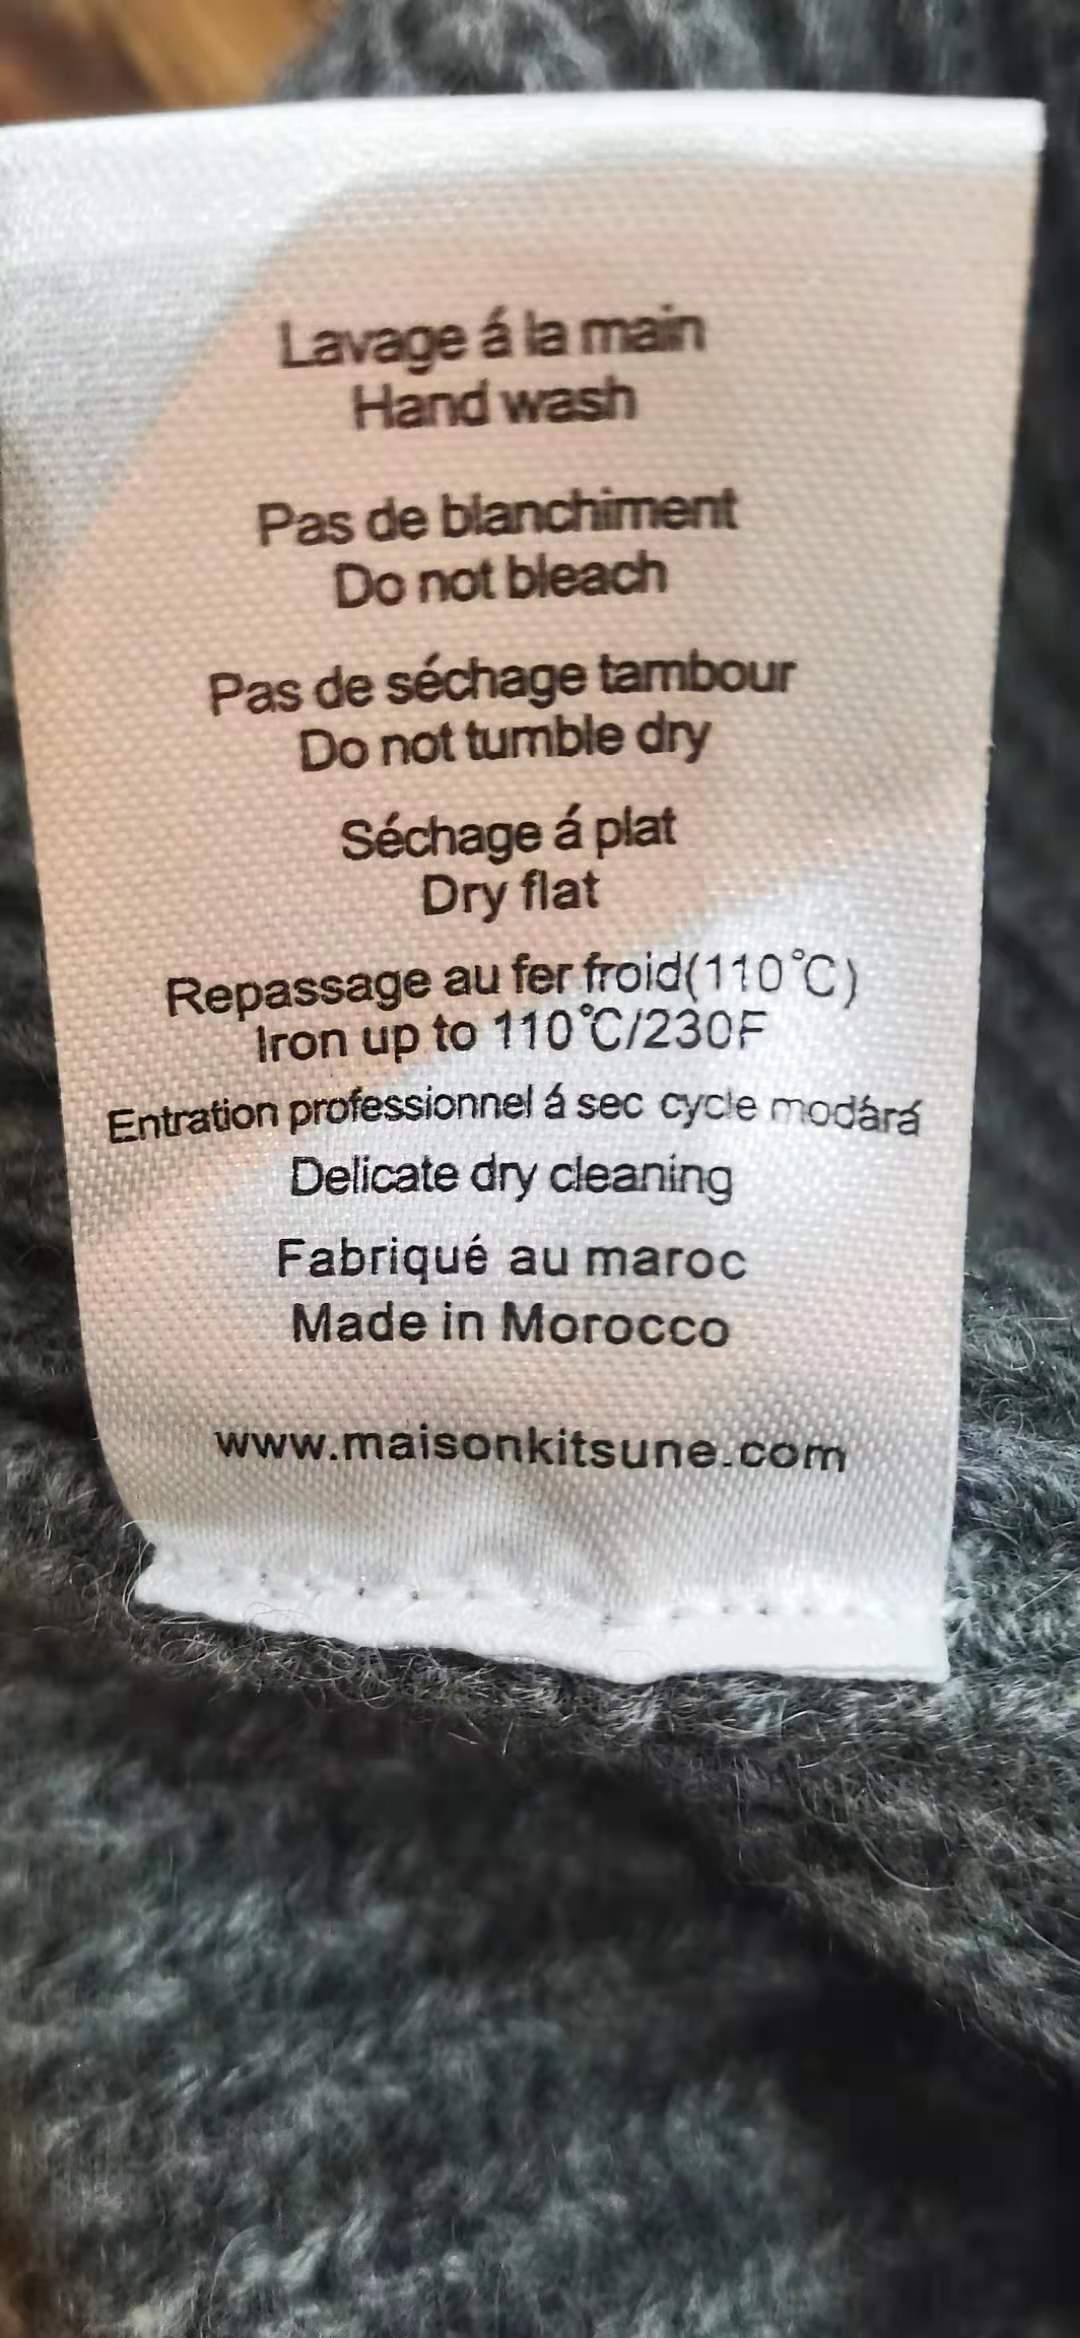 Lavage á la main
Hand wash
Pas de blanchiment
Do not bleach
Pas de séchage tambour
Do not tumble dry
Séchage á plat
Dry flat
Repassage au fer froid(110℃)
Iron up to 110℃/230F
Entration professionnel á sec cycle modárá
Delicate dry cleaning
Fabriqué au maroc
Made in Morocco
www.maisonkitsune.com